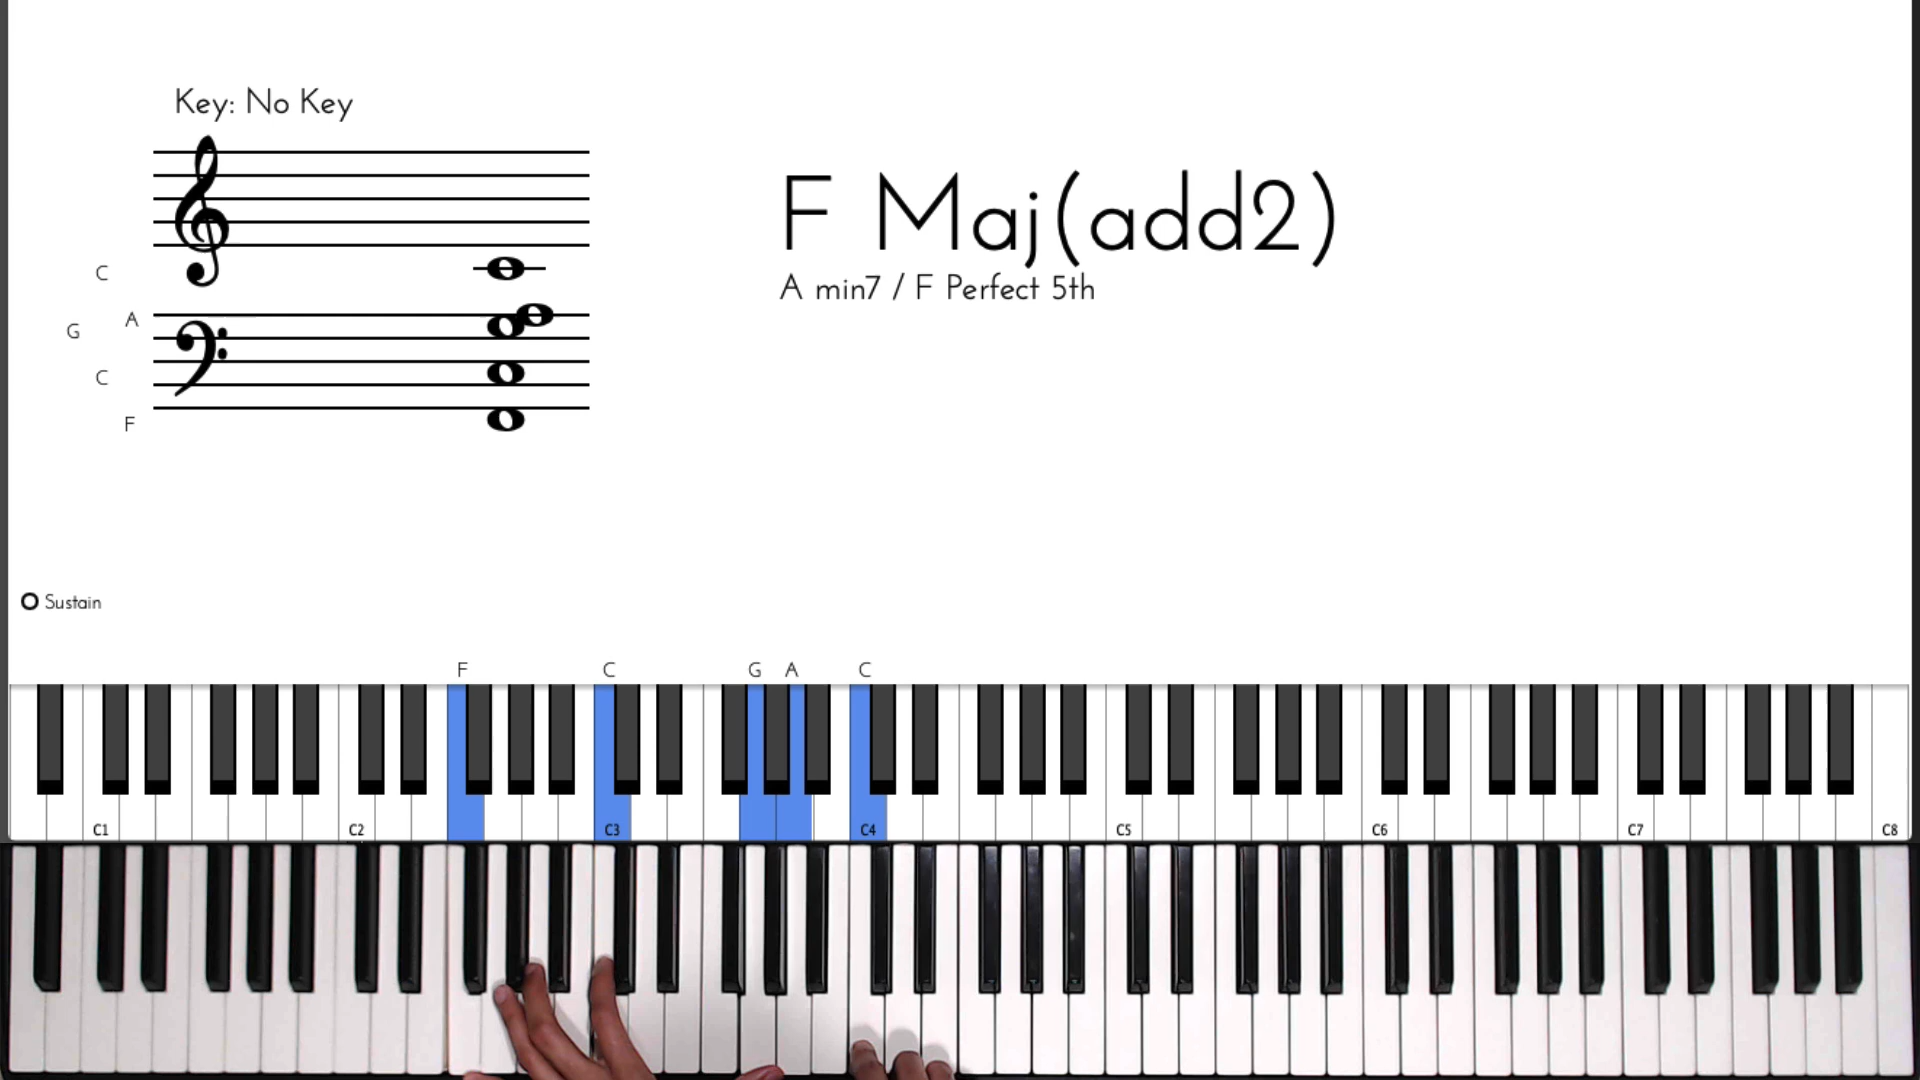 Key: No Key
F Maj(add2)
A min7 / F Perfect 5th
C
A
G
C
F
Sustain
F C G A C
C1 C2 C3 C4 C5 C6 C7 C8